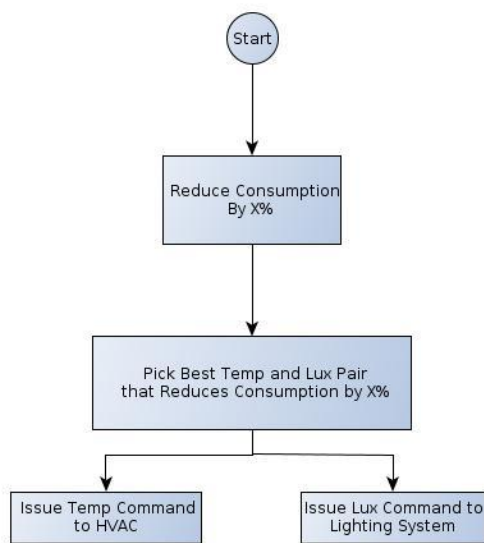 Start
Reduce Consumption
By X%
Pick Best Temp and Lux Pair
that Reduces Consumption by X%
Issue Temp Command
to HVAC
Issue Lux Command to
Lighting System